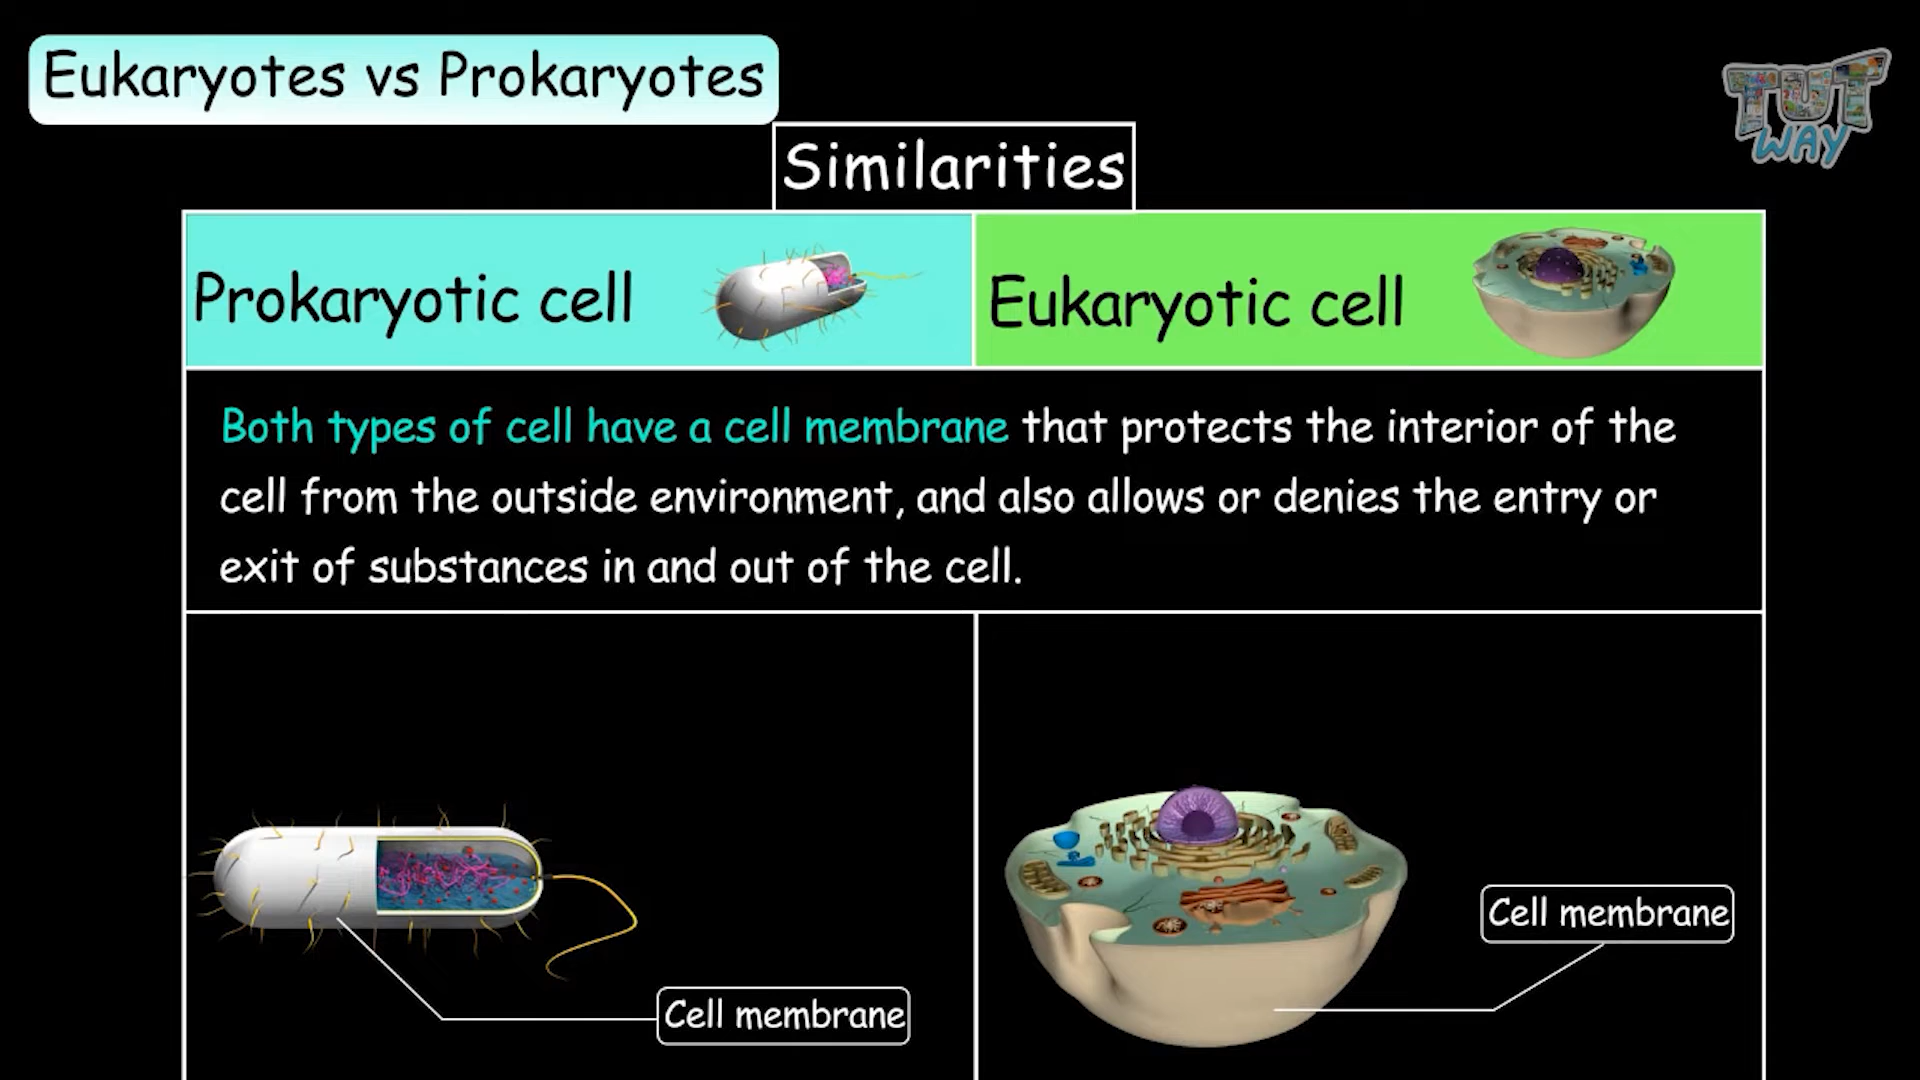 Eukaryotes vs Prokaryotes
TUT
WAY
Similarities
Prokaryotic cell
Eukaryotic cell
Both types of cell have a cell membrane that protects the interior of the
cell from the outside environment, and also allows or denies the entry or
exit of substances in and out of the cell.
Cell membrane
Cell membrane